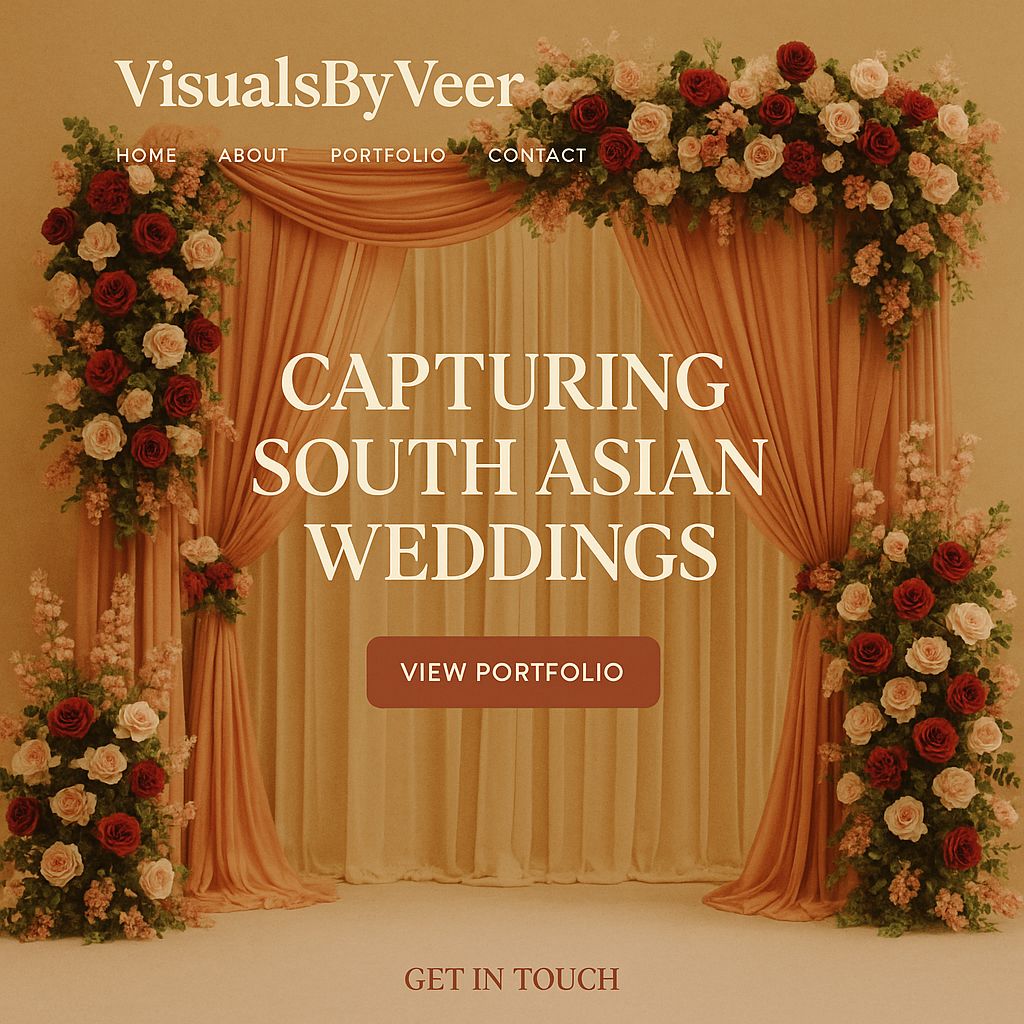 VisualsByVeer
HOME ABOUT PORTFOLIO CONTACT
CAPTURING
SOUTH ASIAN
WEDDINGS
VIEW PORTFOLIO
GET IN TOUCH